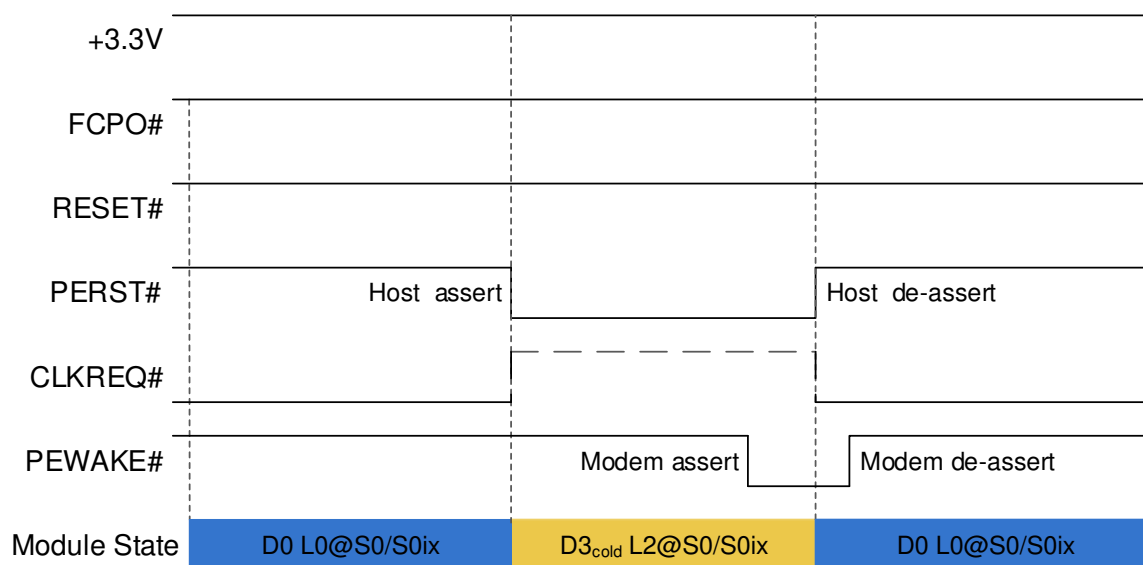 +3.3V
FCPO#
RESET#
PERST#
Host assert
Host de-assert
CLKREQ#
PEWAKE#
Modem assert
Modem de-assert
Module State
D0 L0@S0/S0ix
D3cold L2@S0/S0ix
D0 L0@S0/S0ix